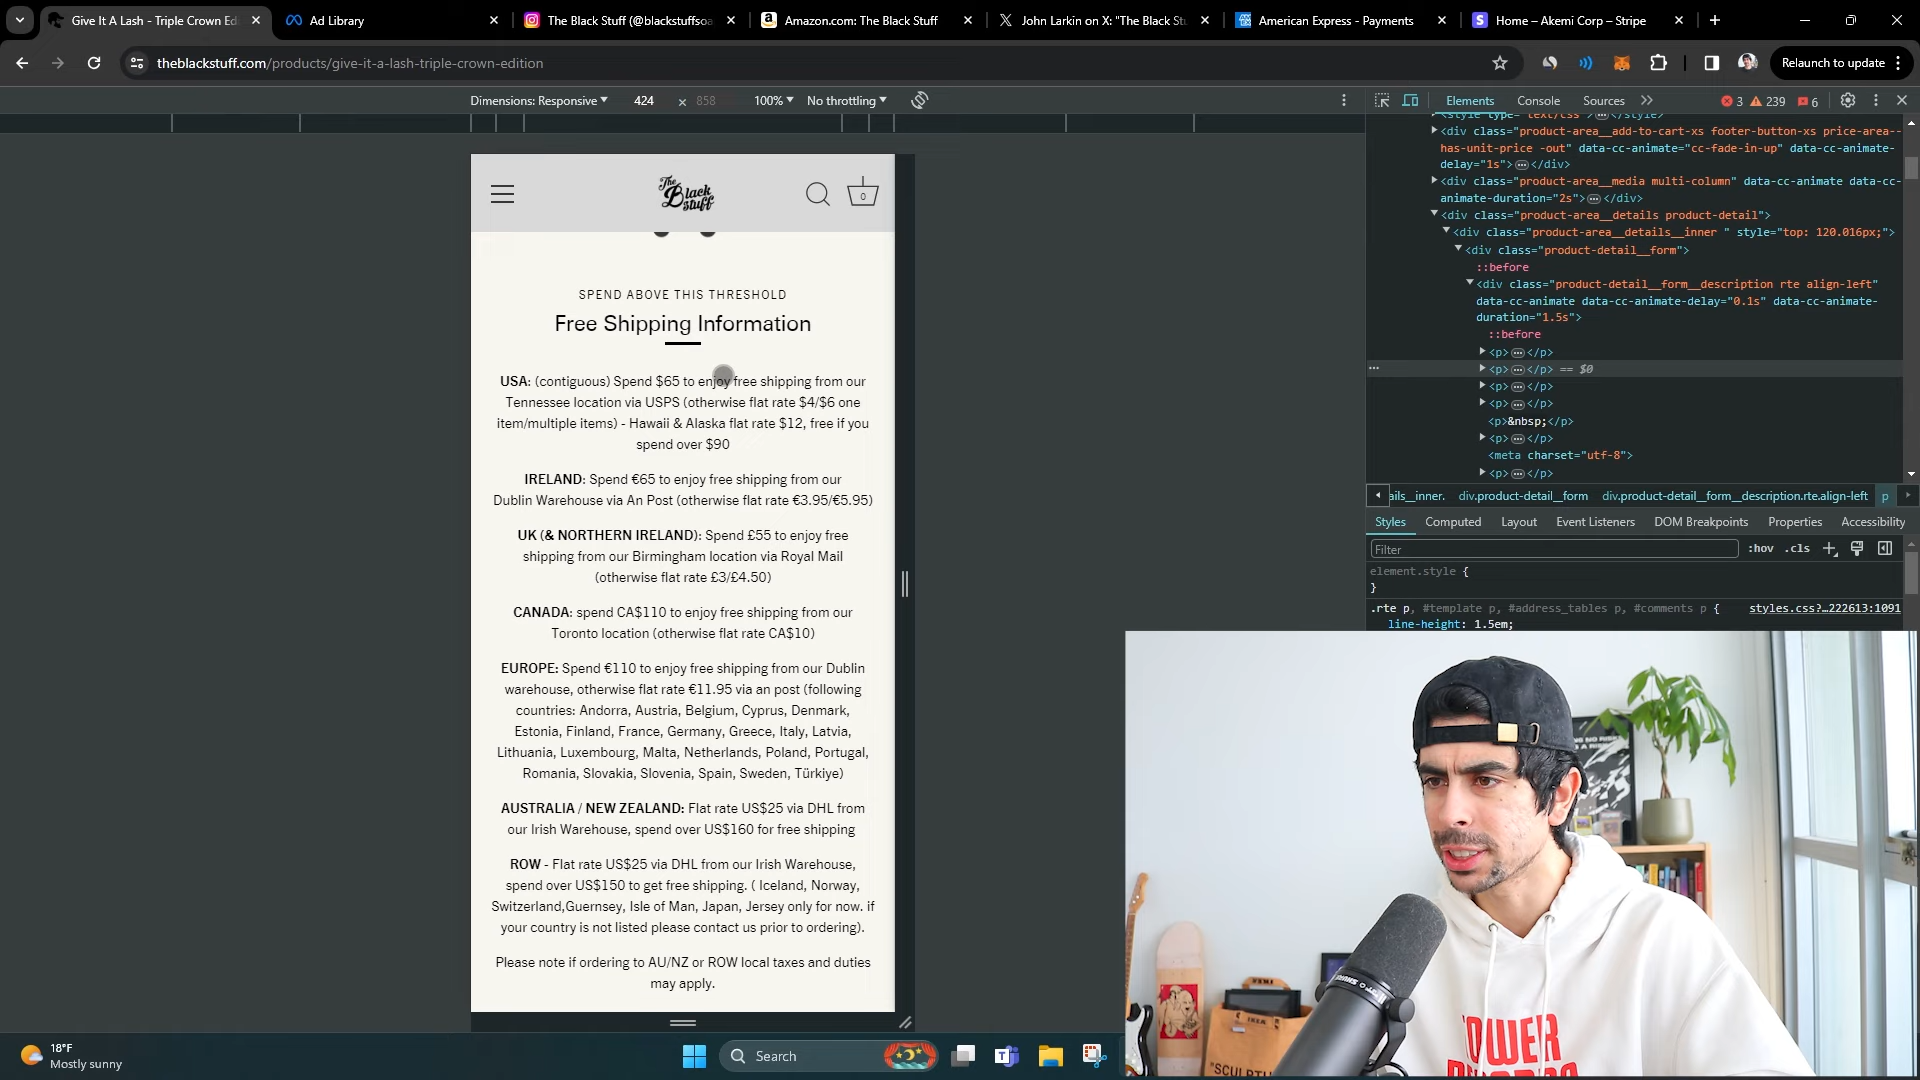 Give It A Lash - Triple Crown Ed
Ad Library
The Black Stuff (@blackstuffsoa
Amazon.com: The Black Stuff
John Larkin on X: "The Black Stu
American Express - Payments
Home – Akemi Corp – Stripe
theblackstuff.com/products/give-it-a-lash-triple-crown-edition
Relaunch to update
Dimensions: Responsive
424
858
100%
No throttling
Elements
Console
Sources
3
239
6
The
Black
Stuff
0
SPEND ABOVE THIS THRESHOLD
Free Shipping Information
USA: (contiguous) Spend $65 to enjoy free shipping from our
Tennessee location via USPS (otherwise flat rate $4/$6 one
item/multiple items) - Hawaii & Alaska flat rate $12, free if you
spend over $90
IRELAND: Spend €65 to enjoy free shipping from our
Dublin Warehouse via An Post (otherwise flat rate €3.95/€5.95)
UK (& NORTHERN IRELAND): Spend £55 to enjoy free
shipping from our Birmingham location via Royal Mail
(otherwise flat rate £3/£4.50)
CANADA: spend CA$110 to enjoy free shipping from our
Toronto location (otherwise flat rate CA$10)
EUROPE: Spend €110 to enjoy free shipping from our Dublin
warehouse, otherwise flat rate €11.95 via an post (following
countries: Andorra, Austria, Belgium, Cyprus, Denmark,
Estonia, Finland, France, Germany, Greece, Italy, Latvia,
Lithuania, Luxembourg, Malta, Netherlands, Poland, Portugal,
Romania, Slovakia, Slovenia, Spain, Sweden, Türkiye)
AUSTRALIA / NEW ZEALAND: Flat rate US$25 via DHL from
our Irish Warehouse, spend over US$160 for free shipping
ROW - Flat rate US$25 via DHL from our Irish Warehouse,
spend over US$150 to get free shipping. ( Iceland, Norway,
Switzerland,Guernsey, Isle of Man, Japan, Jersey only for now. if
your country is not listed please contact us prior to ordering).
Please note if ordering to AU/NZ or ROW local taxes and duties
may apply.
<style type="text/css">…</style>
<div class="product-area__add-to-cart-xs footer-button-xs price-area--
has-unit-price -out" data-cc-animate="cc-fade-in-up" data-cc-animate-
delay="1s">…</div>
<div class="product-area__media multi-column" data-cc-animate data-cc-
animate-duration="2s">…</div>
<div class="product-area__details product-detail">
<div class="product-area__details__inner " style="top: 120.016px;">
<div class="product-detail__form">
::before
<div class="product-detail__form__description rte align-left"
data-cc-animate data-cc-animate-delay="0.1s" data-cc-animate-
duration="1.5s">
::before
<p>…</p>
<p>…</p> == $0
<p>…</p>
<p>…</p>
<p>&nbsp;</p>
<p>…</p>
<meta charset="utf-8">
<p>…</p>
ails__inner.
div.product-detail__form
div.product-detail__form__description.rte.align-left
p
Styles
Computed
Layout
Event Listeners
DOM Breakpoints
Properties
Accessibility
Filter
:hov
.cls
element.style {
}
.rte p, #template p, #address_tables p, #comments p {
styles.css?…222613:1091
line-height: 1.5em;
18°F
Mostly sunny
Search